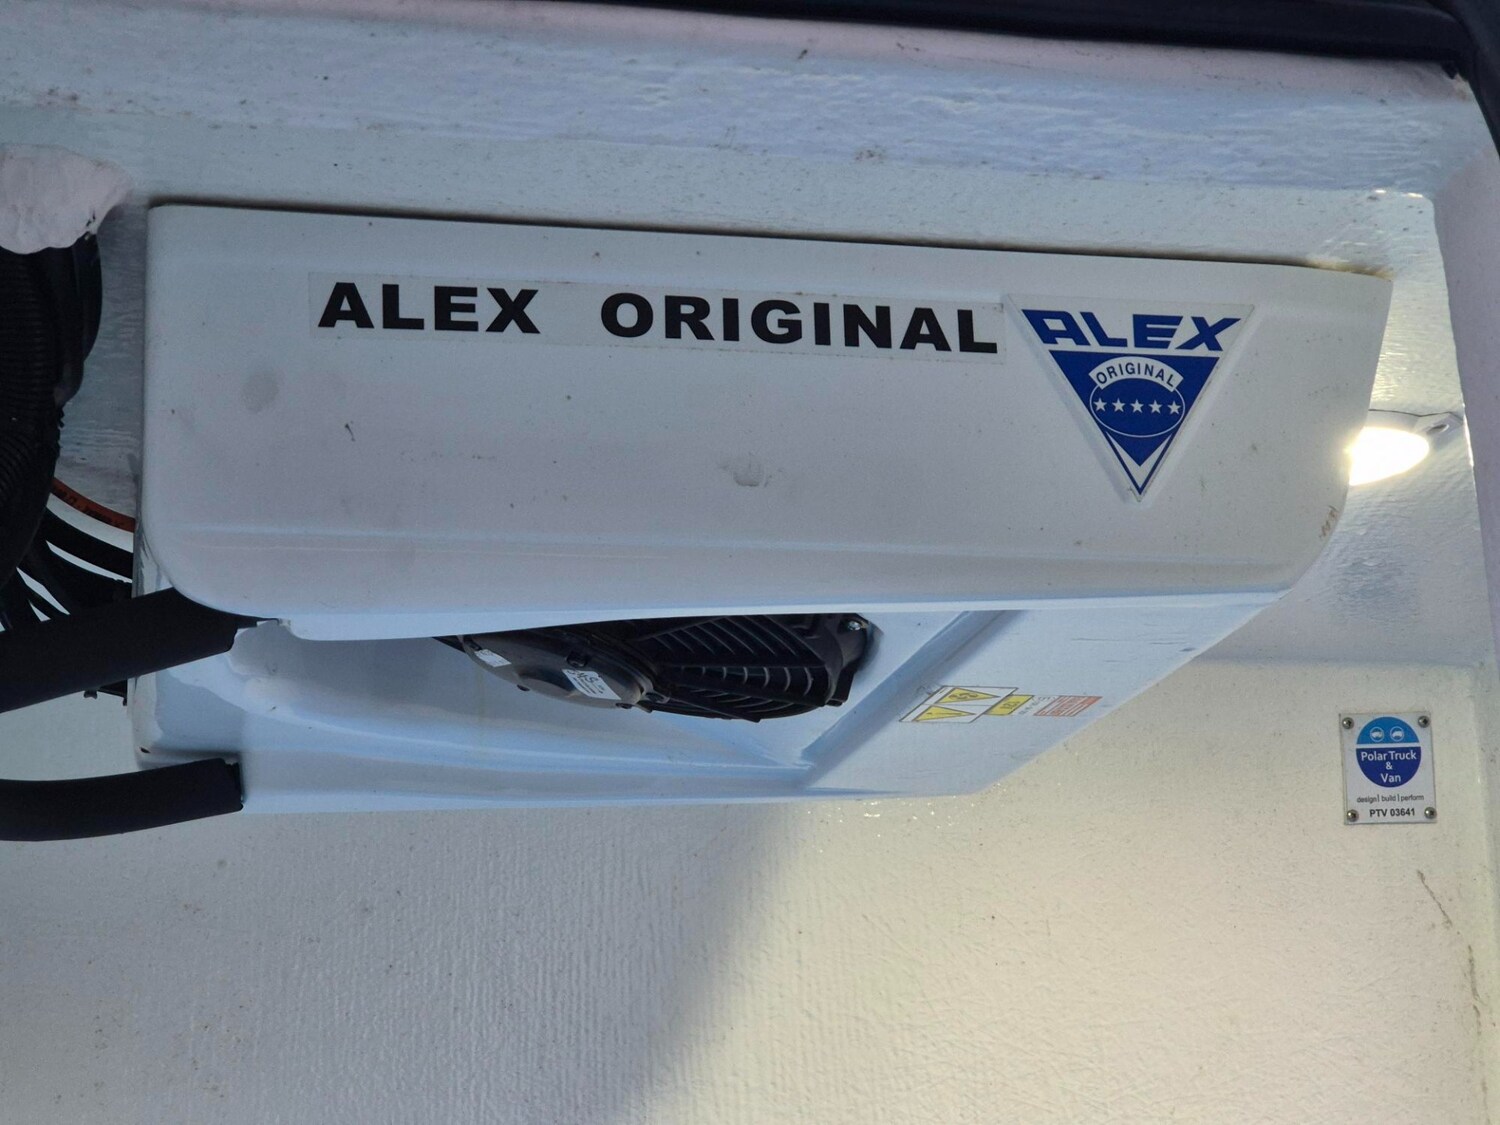 ALEX ORIGINAL
ALEX
ORIGINAL
Polar Truck
&
Van
design | build | perform
PTV 03641